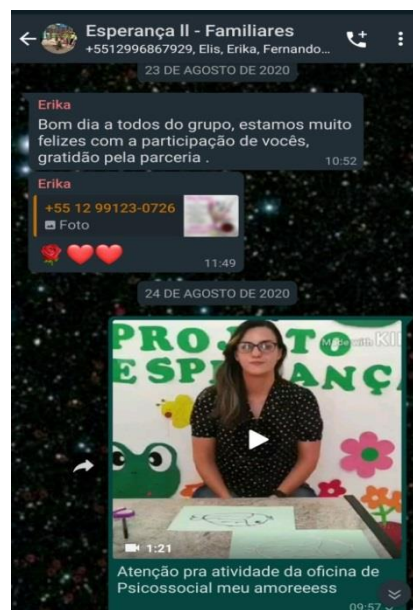 Esperança II - Familiares
+5512996867929, Elis, Erika, Fernando...
23 DE AGOSTO DE 2020
Erika
Bom dia a todos do grupo, estamos muito
felizes com a participação de vocês,
gratidão pela parceria .
10:52
Erika
+55 12 99123-0726
Foto
11:49
24 DE AGOSTO DE 2020
Made with KI
PROJETO
ESPERANÇ
1:21
Atenção pra atividade da oficina de
Psicossocial meu amoreeess
09:57